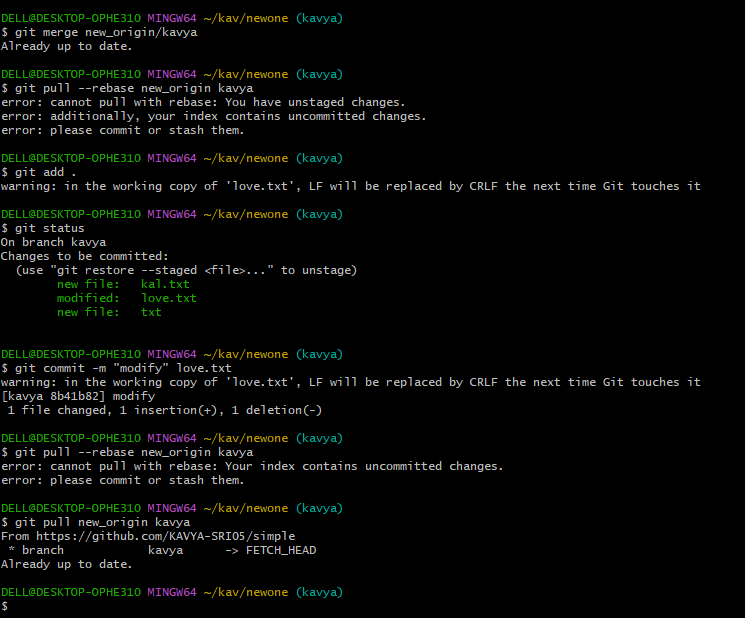 DELL@DESKTOP-OPHE310 MINGW64 ~/kav/newone (kavya)
$ git merge new_origin/kavya
Already up to date.
DELL@DESKTOP-OPHE310 MINGW64 ~/kav/newone (kavya)
$ git pull --rebase new_origin kavya
error: cannot pull with rebase: You have unstaged changes.
error: additionally, your index contains uncommitted changes.
error: please commit or stash them.
DELL@DESKTOP-OPHE310 MINGW64 ~/kav/newone (kavya)
$ git add .
warning: in the working copy of 'love.txt', LF will be replaced by CRLF the next time Git touches it
DELL@DESKTOP-OPHE310 MINGW64 ~/kav/newone (kavya)
$ git status
On branch kavya
Changes to be committed:
  (use "git restore --staged <file>..." to unstage)
        new file:   kal.txt
        modified:   love.txt
        new file:   txt
DELL@DESKTOP-OPHE310 MINGW64 ~/kav/newone (kavya)
$ git commit -m "modify" love.txt
warning: in the working copy of 'love.txt', LF will be replaced by CRLF the next time Git touches it
[kavya 8b41b82] modify
 1 file changed, 1 insertion(+), 1 deletion(-)
DELL@DESKTOP-OPHE310 MINGW64 ~/kav/newone (kavya)
$ git pull --rebase new_origin kavya
error: cannot pull with rebase: Your index contains uncommitted changes.
error: please commit or stash them.
DELL@DESKTOP-OPHE310 MINGW64 ~/kav/newone (kavya)
$ git pull new_origin kavya
From https://github.com/KAVYA-SRI05/simple
 * branch            kavya      -> FETCH_HEAD
Already up to date.
DELL@DESKTOP-OPHE310 MINGW64 ~/kav/newone (kavya)
$